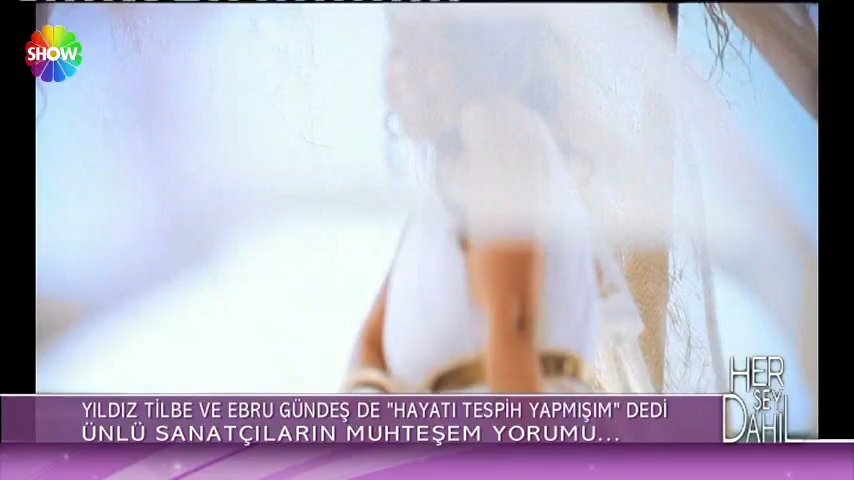 SHOW
YILDIZ TİLBE VE EBRU GÜNDEŞ DE "HAYATI TESPİH YAPMIŞIM" DEDİ
ÜNLÜ SANATÇILARIN MUHTEŞEM YORUMU...
HER
ŞEY
DAHİL